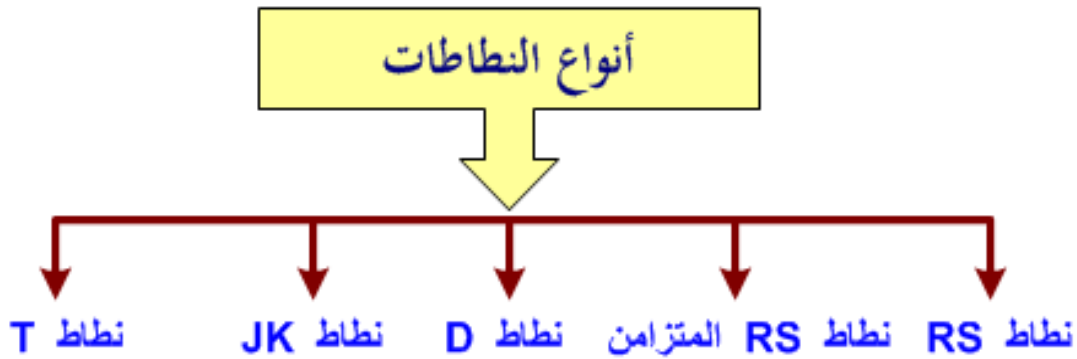 أنواع النطاطات
نطاط RS
نطاط RS المتزامن
نطاط D
نطاط JK
نطاط T